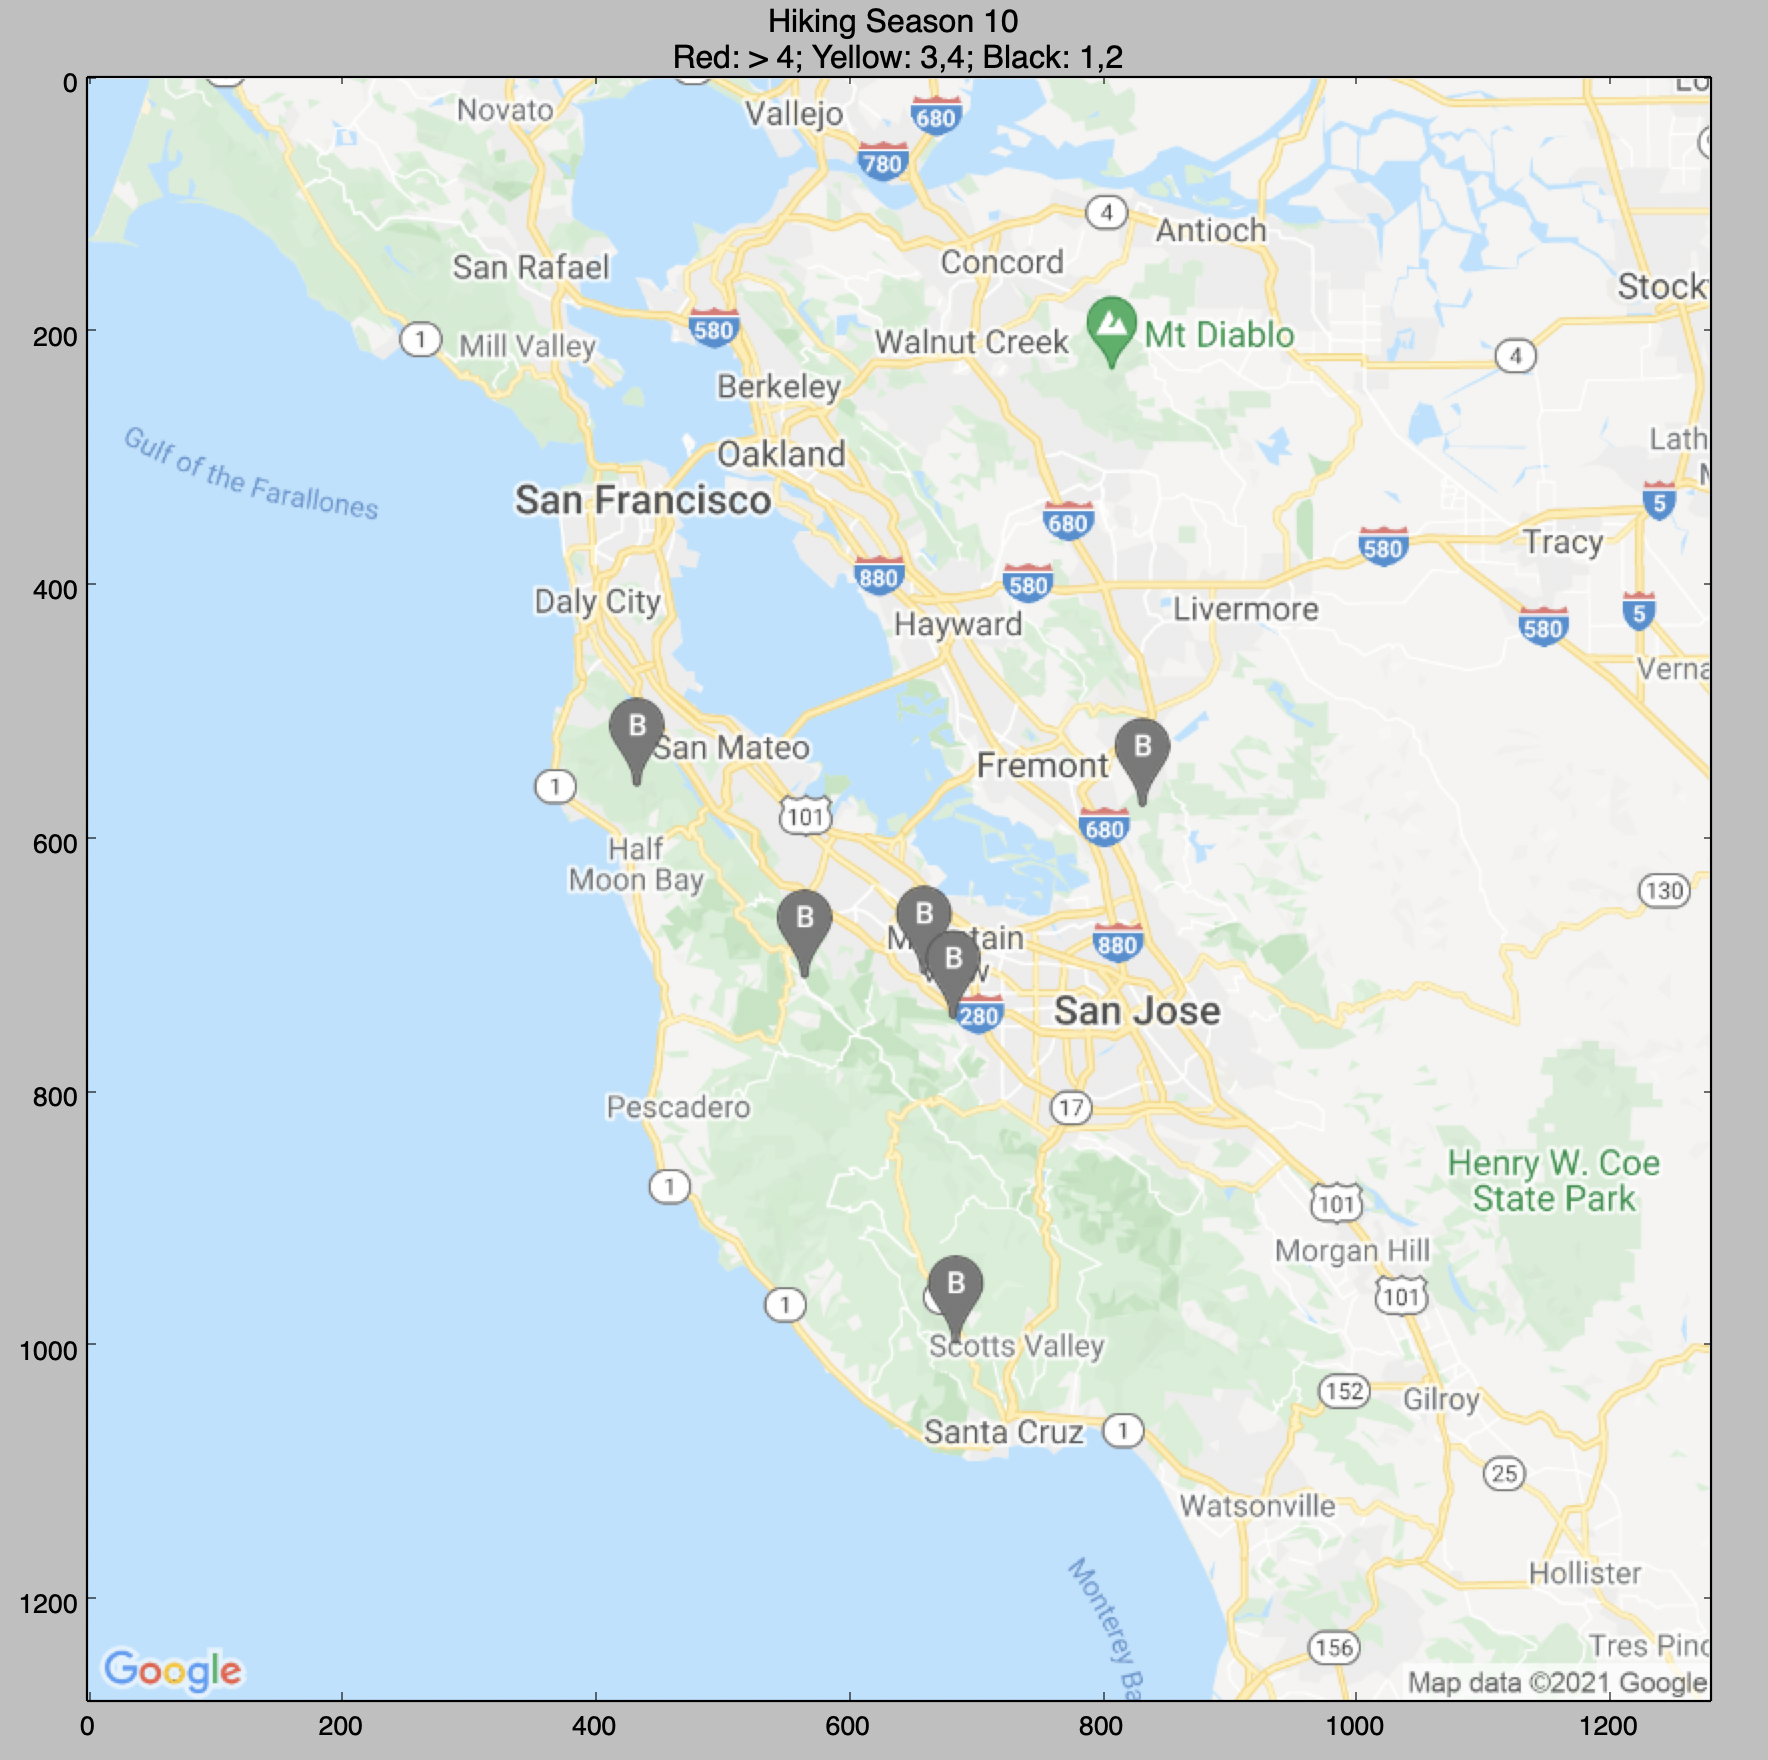 Hiking Season 10
Red: > 4; Yellow: 3,4; Black: 1,2
0
200
400
600
800
1000
1200
0
200
400
600
800
1000
1200
Novato
Vallejo
680
780
4
Antioch
San Rafael
Concord
Stock
580
1
Mill Valley
Walnut Creek
Mt Diablo
4
Berkeley
Gulf of the Farallones
Oakland
Lath
San Francisco
680
5
880
580
580
Tracy
Daly City
Hayward
Livermore
580
5
Verna
B
San Mateo
Fremont
B
1
101
680
Half
Moon Bay
130
B
B
B
880
280
San Jose
Pescadero
17
1
Henry W. Coe
State Park
101
Morgan Hill
1
B
101
Scotts Valley
152
Gilroy
Santa Cruz
1
25
Watsonville
Monterey Ba
Hollister
156
Tres Pino
Google
Map data ©2021 Google